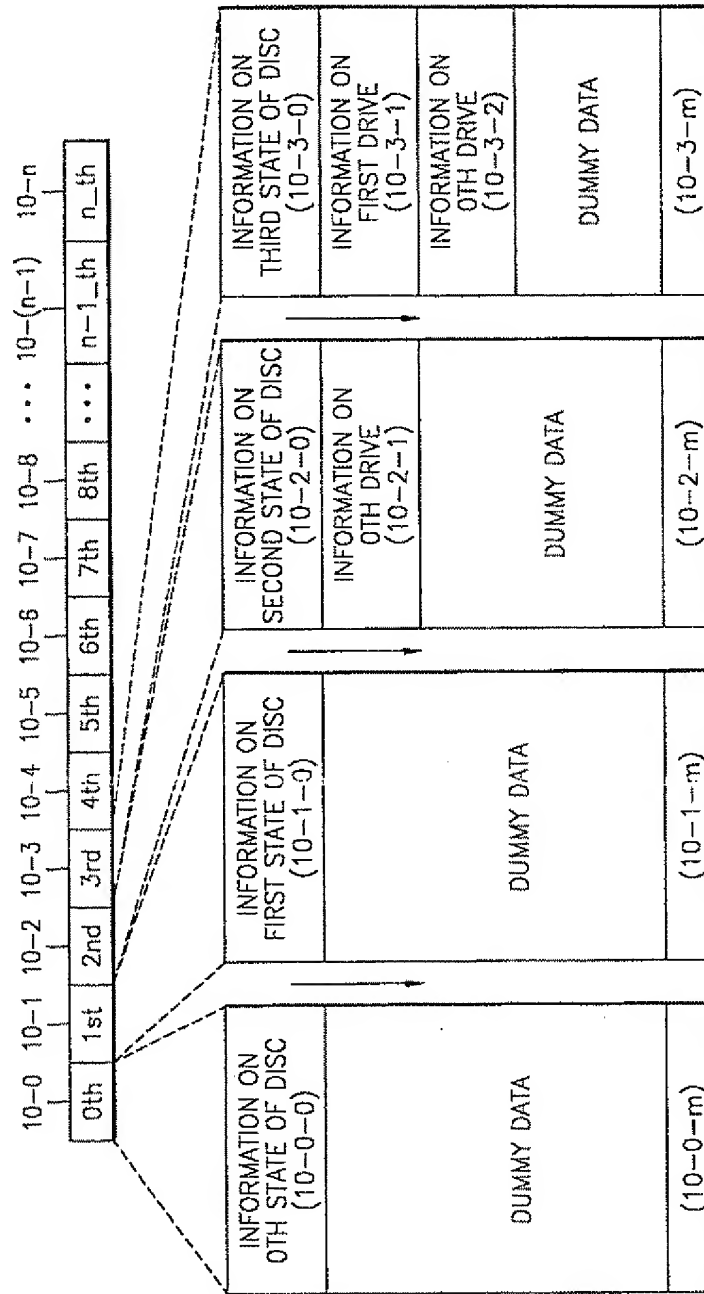 10-0 10-1 10-2 10-3 10-4 10-5 10-6 10-7 10-8 ••• 10-(n-1) 10-n
0th 1st 2nd 3rd 4th 5th 6th 7th 8th ••• n-1_th n_th
INFORMATION ON
0TH STATE OF DISC
(10-0-0)
DUMMY DATA
(10-0-m)
INFORMATION ON
FIRST STATE OF DISC
(10-1-0)
DUMMY DATA
(10-1-m)
INFORMATION ON
SECOND STATE OF DISC
(10-2-0)
INFORMATION ON
0TH DRIVE
(10-2-1)
DUMMY DATA
(10-2-m)
INFORMATION ON
THIRD STATE OF DISC
(10-3-0)
INFORMATION ON
FIRST DRIVE
(10-3-1)
INFORMATION ON
0TH DRIVE
(10-3-2)
DUMMY DATA
(10-3-m)